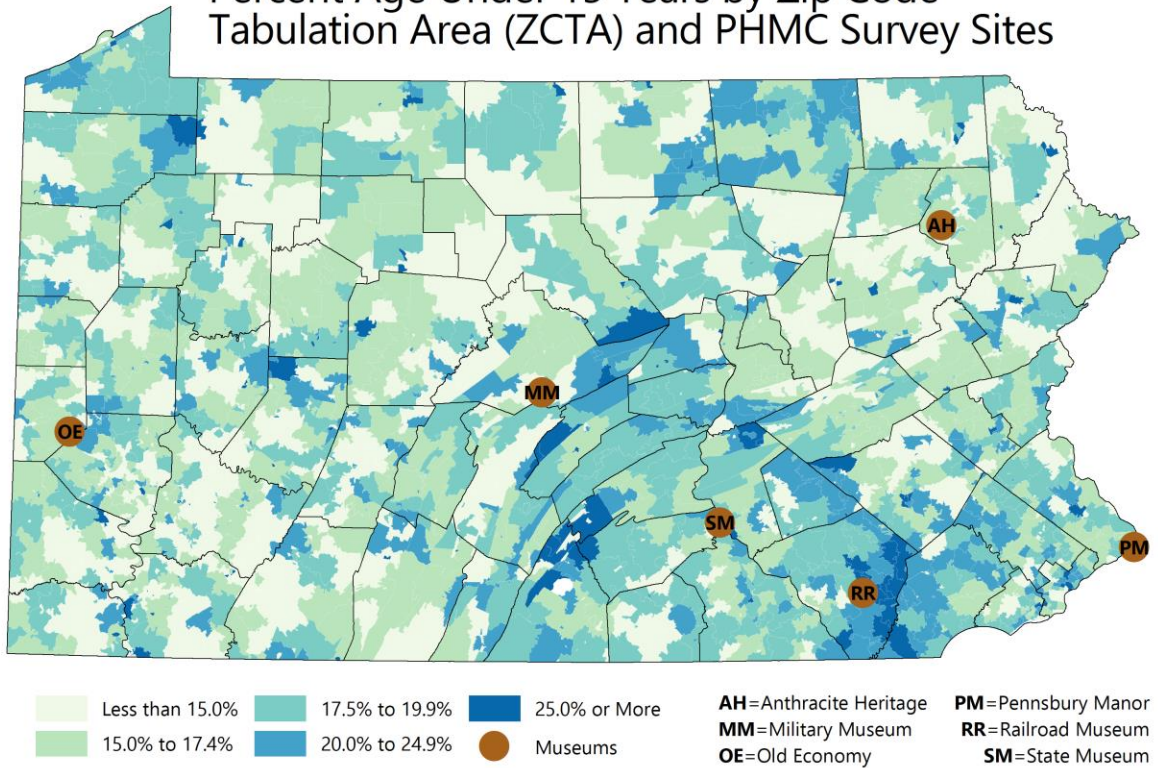 Percent Age Under 15 Years by Zip Code
Tabulation Area (ZCTA) and PHMC Survey Sites
AH
MM
OE
SM
PM
RR
Less than 15.0%
17.5% to 19.9%
25.0% or More
15.0% to 17.4%
20.0% to 24.9%
Museums
AH=Anthracite Heritage
PM=Pennsbury Manor
MM=Military Museum
RR=Railroad Museum
OE=Old Economy
SM=State Museum